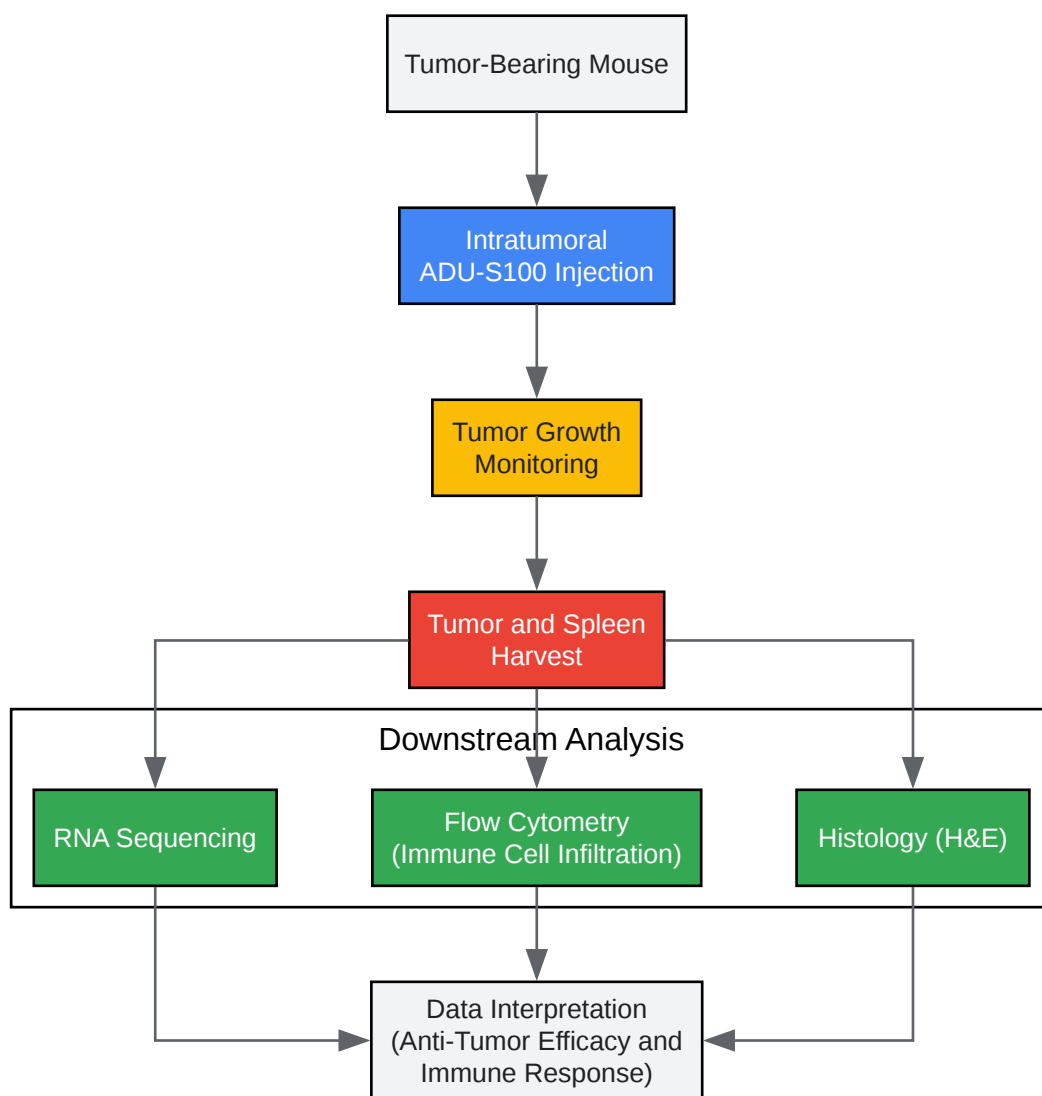 Tumor-Bearing Mouse
Intratumoral
ADU-S100 Injection
Tumor Growth
Monitoring
Tumor and Spleen
Harvest
Downstream Analysis
RNA Sequencing
Flow Cytometry
(Immune Cell Infiltration)
Histology (H&E)
Data Interpretation
(Anti-Tumor Efficacy and
Immune Response)